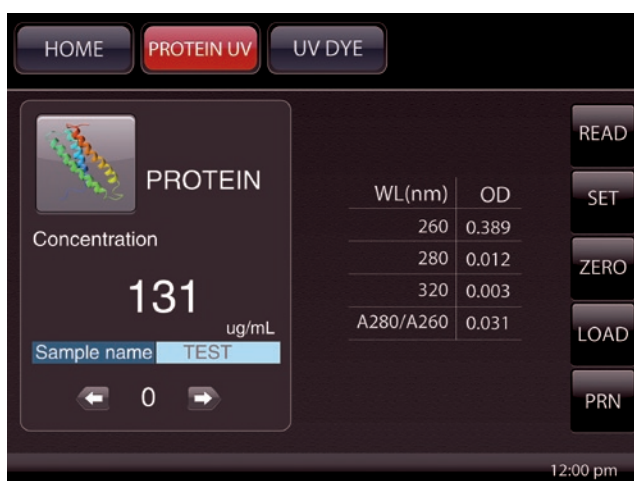 HOME
PROTEIN UV
UV DYE
PROTEIN
Concentration
131
ug/mL
Sample name TEST
0
WL(nm) OD
260 0.389
280 0.012
320 0.003
A280/A260 0.031
READ
SET
ZERO
LOAD
PRN
12:00 pm